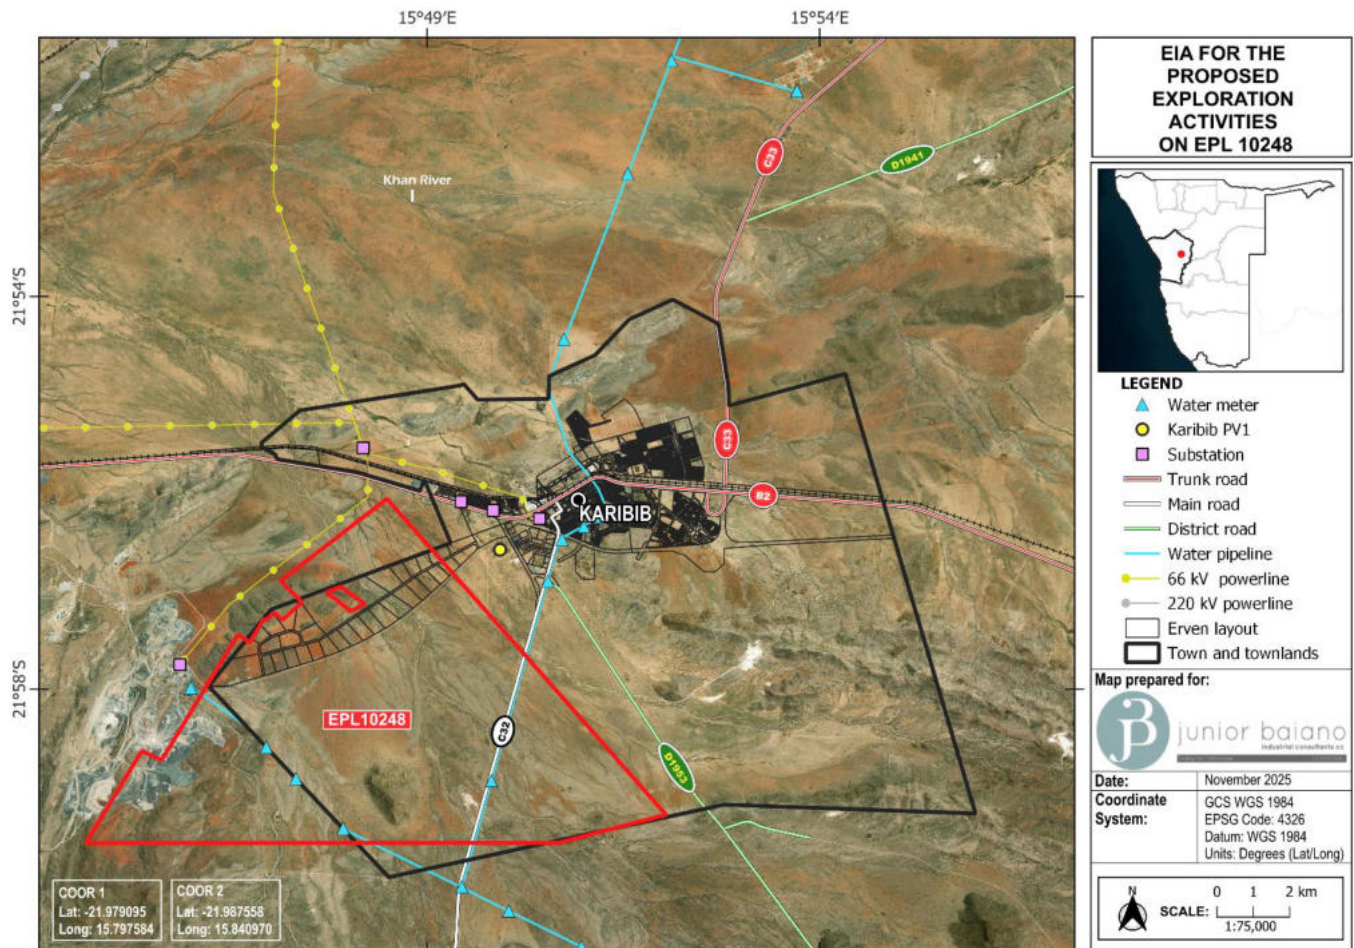 15°49'E
15°54'E
21°54'S
21°58'S
Khan River
C33
D1941
C33
B2
KARIBIB
EPL10248
C32
D1953
COOR 1
Lat: -21.979095
Long: 15.797584
COOR 2
Lat: -21.987558
Long: 15.840970
EIA FOR THE
PROPOSED
EXPLORATION
ACTIVITIES
ON EPL 10248
LEGEND
Water meter
Karibib PV1
Substation
Trunk road
Main road
District road
Water pipeline
66 kV powerline
220 kV powerline
Erven layout
Town and townlands
Map prepared for:
JB
junior baiano
industrial consultants cc
Date:
November 2025
Coordinate
System:
GCS WGS 1984
EPSG Code: 4326
Datum: WGS 1984
Units: Degrees (Lat/Long)
N
SCALE:
0 1 2 km
1:75,000